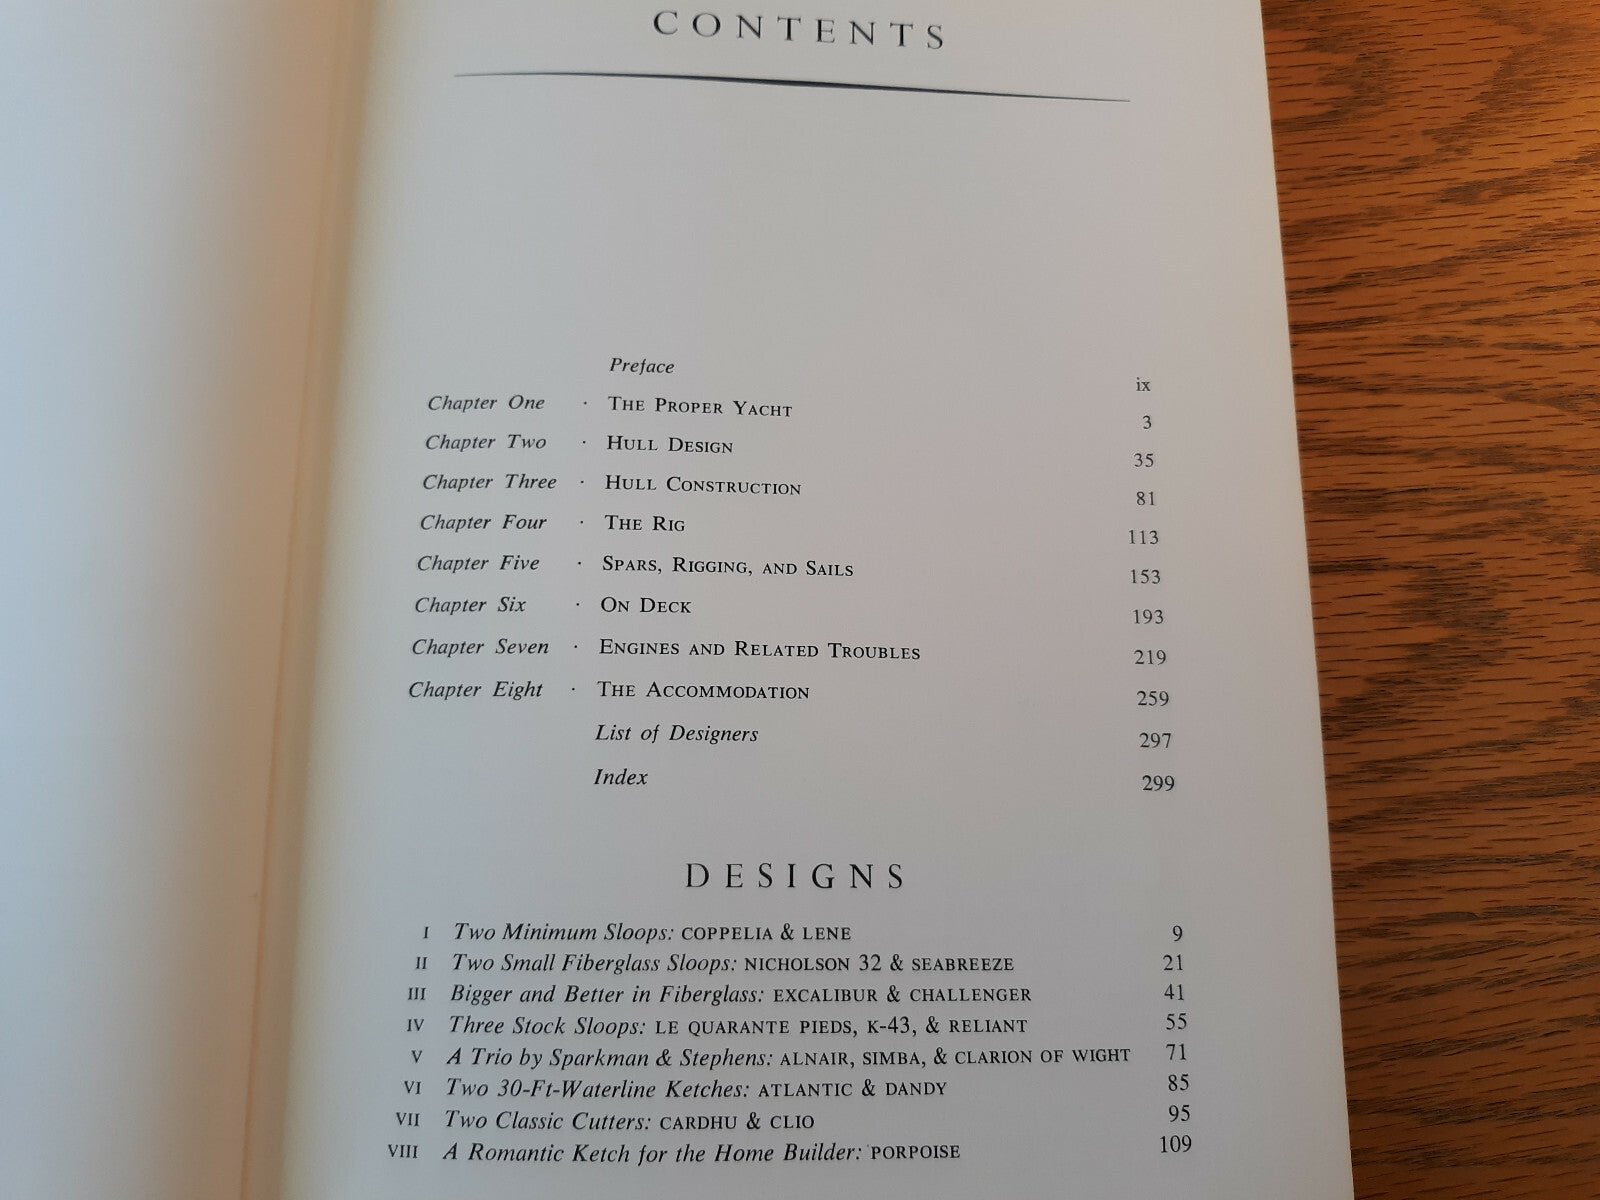 CONTENTS
Preface ix
Chapter One · THE PROPER YACHT 3
Chapter Two · HULL DESIGN 35
Chapter Three · HULL CONSTRUCTION 81
Chapter Four · THE RIG 113
Chapter Five · SPARS, RIGGING, AND SAILS 153
Chapter Six · ON DECK 193
Chapter Seven · ENGINES AND RELATED TROUBLES 219
Chapter Eight · THE ACCOMMODATION 259
List of Designers 297
Index 299
DESIGNS
I Two Minimum Sloops: COPPELIA & LENE 9
II Two Small Fiberglass Sloops: NICHOLSON 32 & SEABREEZE 21
III Bigger and Better in Fiberglass: EXCALIBUR & CHALLENGER 41
IV Three Stock Sloops: LE QUARANTE PIEDS, K-43, & RELIANT 55
V A Trio by Sparkman & Stephens: ALNAIR, SIMBA, & CLARION OF WIGHT 71
VI Two 30-Ft-Waterline Ketches: ATLANTIC & DANDY 85
VII Two Classic Cutters: CARDHU & CLIO 95
VIII A Romantic Ketch for the Home Builder: PORPOISE 109